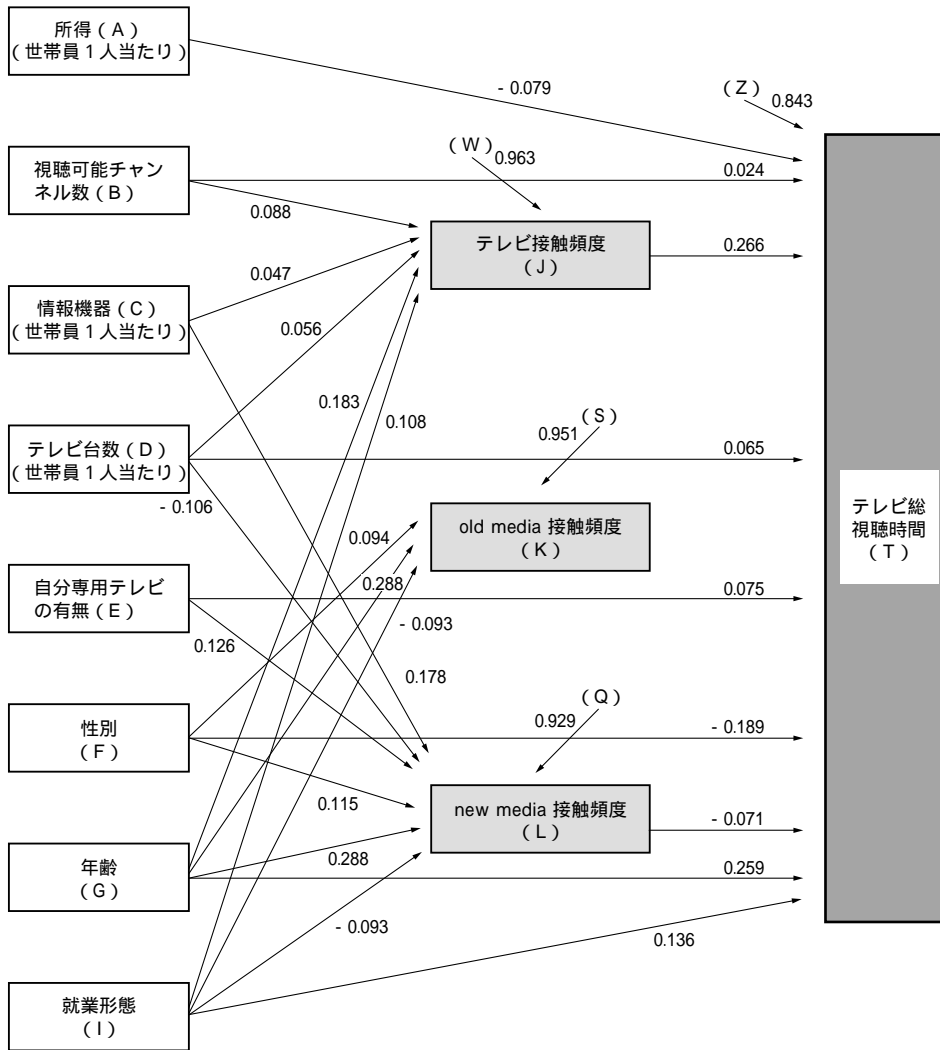 所得（A）
（世帯員１人当たり）
- 0.079
（Z）
0.843
視聴可能チャン
ネル数（B）
（W）
0.963
0.024
0.088
テレビ接触頻度
（J）
0.266
0.047
情報機器（C）
（世帯員１人当たり）
0.056
0.183
0.108
（S）
0.951
テレビ台数（D）
（世帯員１人当たり）
0.065
- 0.106
old media 接触頻度
（K）
テレビ総
視聴時間
（T）
0.094
0.288
自分専用テレビ
の有無（E）
0.075
- 0.093
0.126
0.178
（Q）
0.929
性別
（F）
- 0.189
0.115
new media 接触頻度
（L）
- 0.071
年齢
（G）
0.288
0.259
- 0.093
0.136
就業形態
（I）